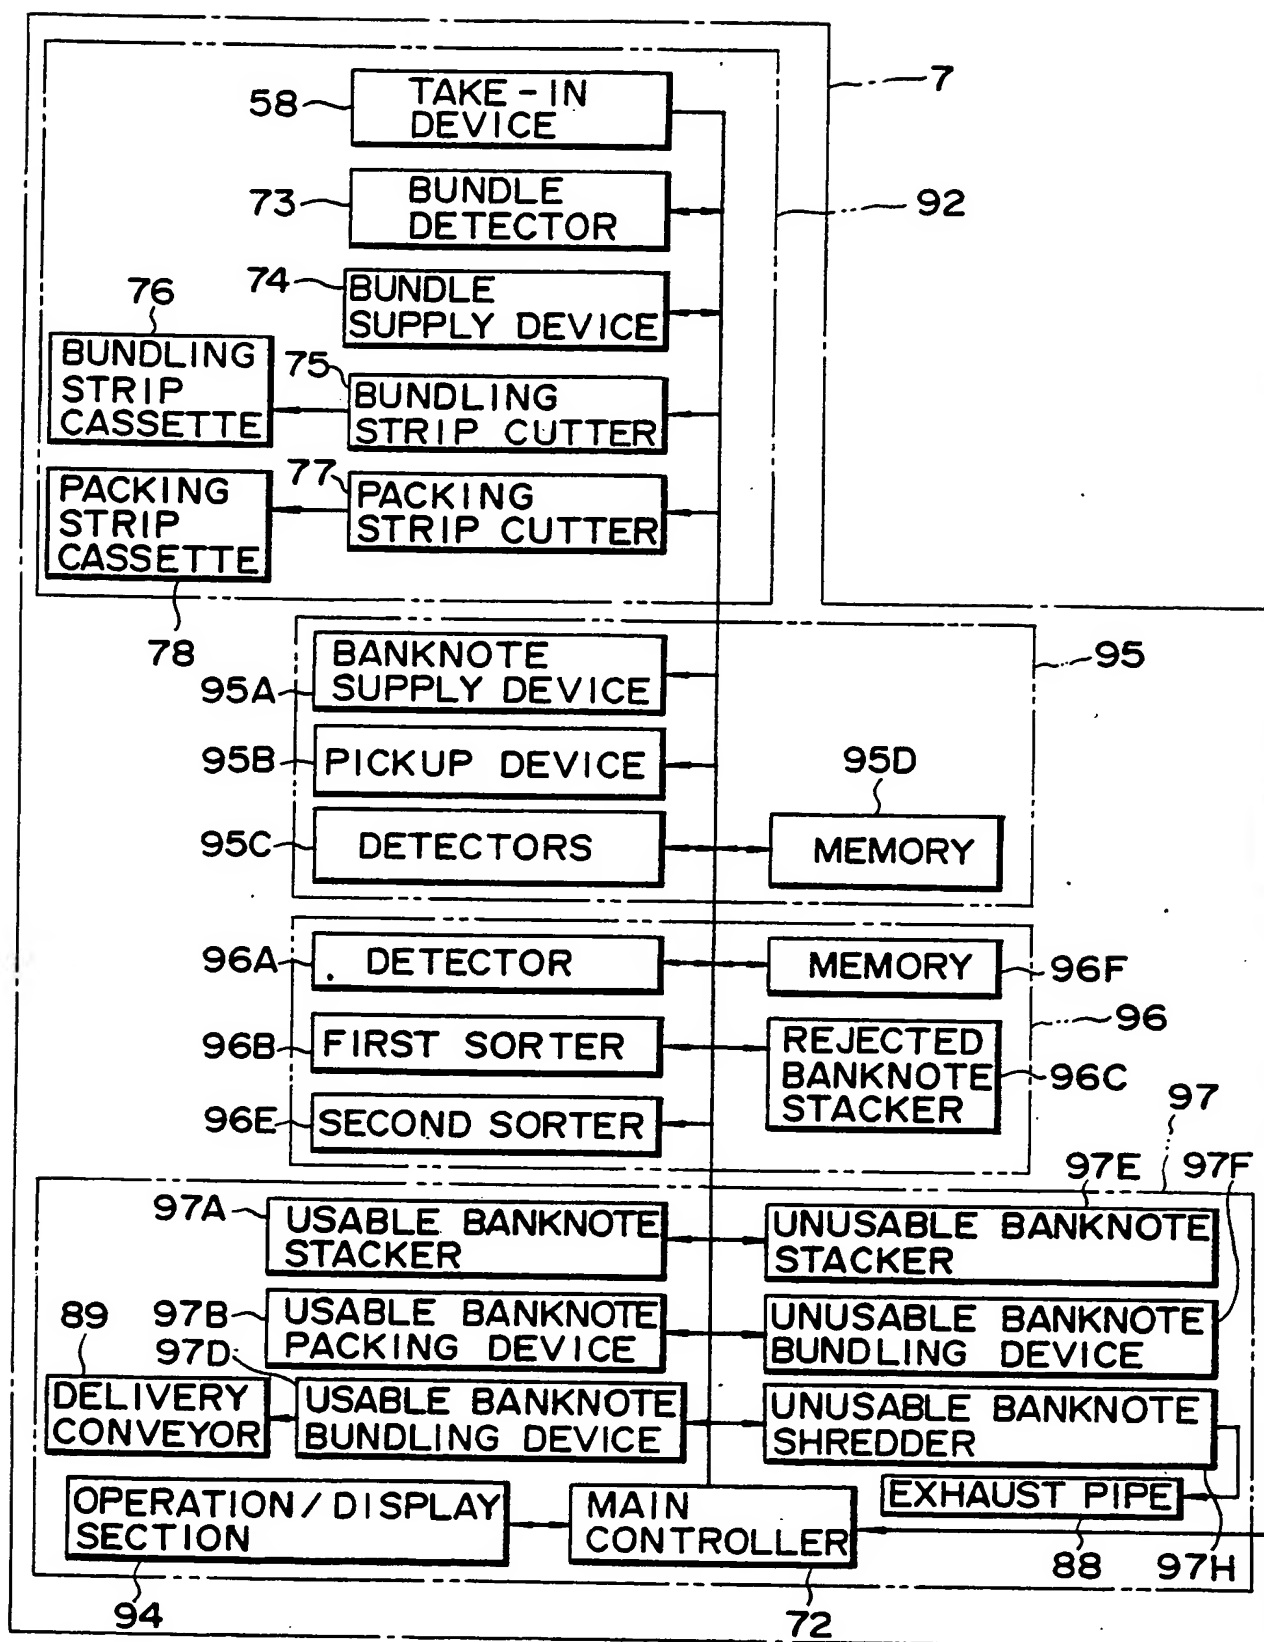 7
58
TAKE-IN
DEVICE
73
BUNDLE
DETECTOR
92
74
BUNDLE
SUPPLY DEVICE
76
BUNDLING
STRIP
CASSETTE
75
BUNDLING
STRIP CUTTER
PACKING
STRIP
CASSETTE
77
PACKING
STRIP CUTTER
78
95
95A
BANKNOTE
SUPPLY DEVICE
95B
PICKUP DEVICE
95D
95C
DETECTORS
MEMORY
96A
DETECTOR
MEMORY
96F
96
96B
FIRST SORTER
REJECTED
BANKNOTE
STACKER
96C
96E
SECOND SORTER
97
97E
97F
97A
USABLE BANKNOTE
STACKER
UNUSABLE BANKNOTE
STACKER
97B
USABLE BANKNOTE
PACKING DEVICE
UNUSABLE BANKNOTE
BUNDLING DEVICE
89
97D
DELIVERY
CONVEYOR
USABLE BANKNOTE
BUNDLING DEVICE
UNUSABLE BANKNOTE
SHREDDER
OPERATION/DISPLAY
SECTION
MAIN
CONTROLLER
EXHAUST PIPE
88
97H
94
72